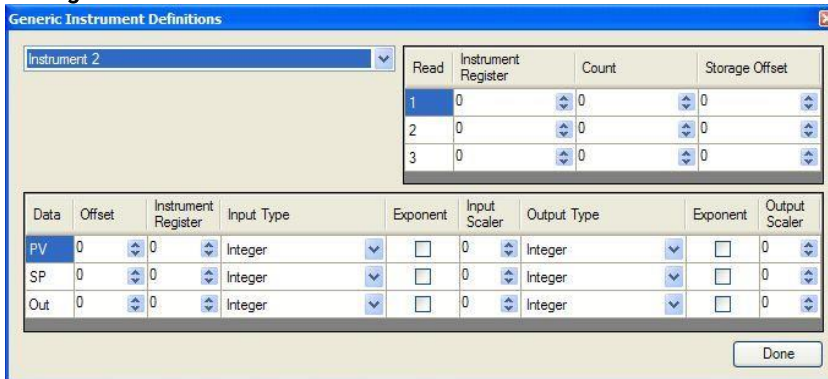 Generic Instrument Definitions
Instrument 2
Read Instrument Register Count Storage Offset
1 0 0 0
2 0 0 0
3 0 0 0
Data Offset Instrument Register Input Type Exponent Input Scaler Output Type Exponent Output Scaler
PV 0 0 Integer 0 Integer 0
SP 0 0 Integer 0 Integer 0
Out 0 0 Integer 0 Integer 0
Done